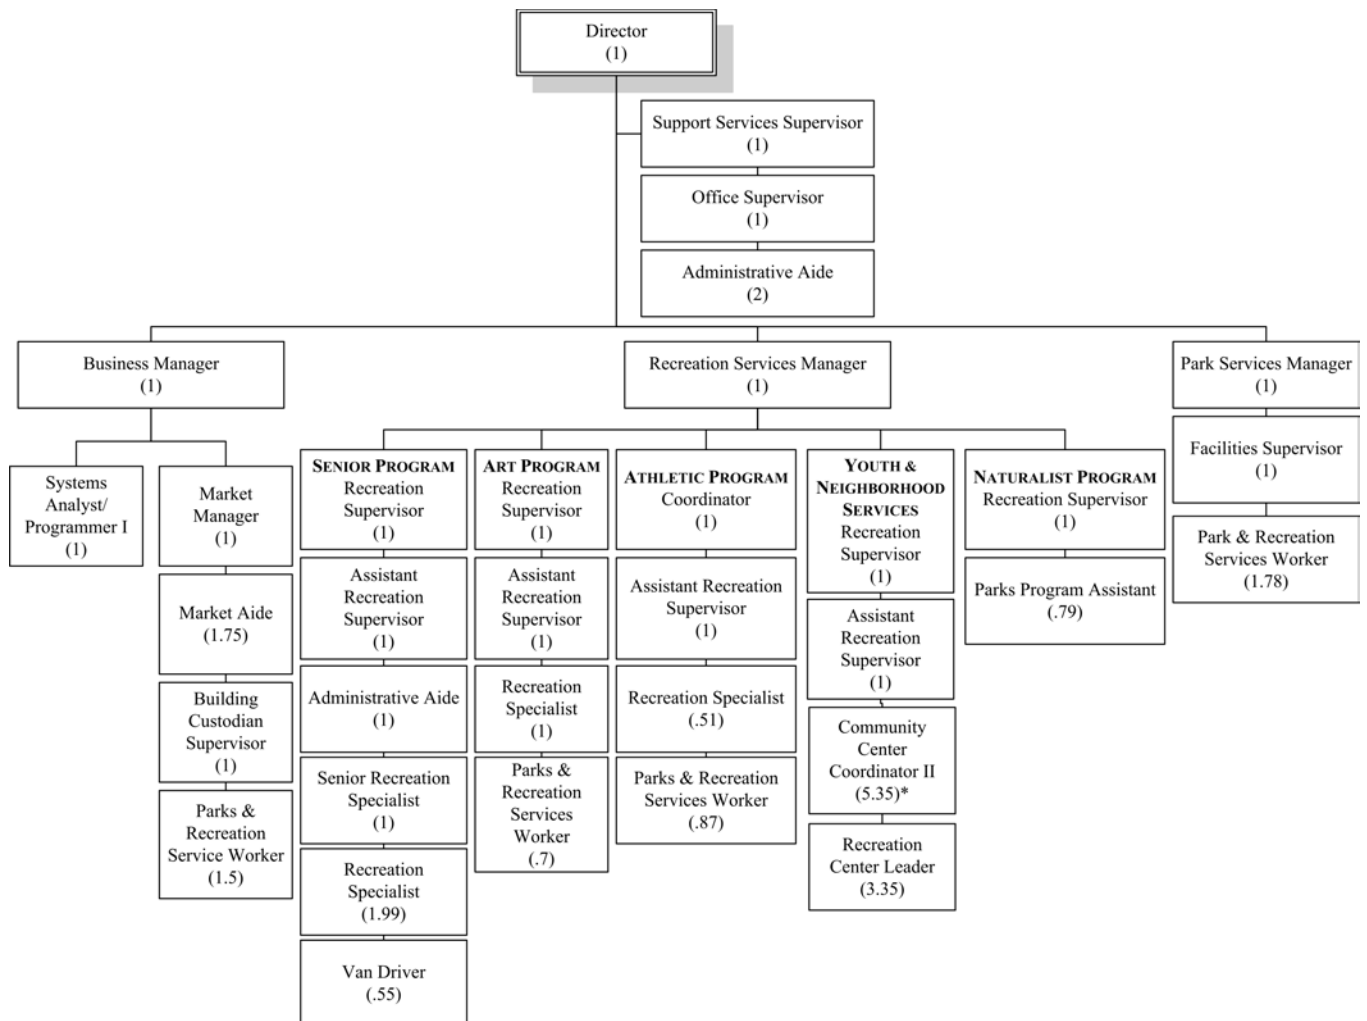 Director
(1)
Support Services Supervisor
(1)
Office Supervisor
(1)
Administrative Aide
(2)
Business Manager
(1)
Recreation Services Manager
(1)
Park Services Manager
(1)
Systems
Analyst/
Programmer I
(1)
Market
Manager
(1)
Market Aide
(1.75)
Building
Custodian
Supervisor
(1)
Parks &
Recreation
Service Worker
(1.5)
SENIOR PROGRAM
Recreation
Supervisor
(1)
Assistant
Recreation
Supervisor
(1)
Administrative Aide
(1)
Senior Recreation
Specialist
(1)
Recreation
Specialist
(1.99)
Van Driver
(.55)
ART PROGRAM
Recreation
Supervisor
(1)
Assistant
Recreation
Supervisor
(1)
Recreation
Specialist
(1)
Parks &
Recreation
Services
Worker
(.7)
ATHLETIC PROGRAM
Coordinator
(1)
Assistant Recreation
Supervisor
(1)
Recreation Specialist
(.51)
Parks & Recreation
Services Worker
(.87)
YOUTH &
NEIGHBORHOOD
SERVICES
Recreation
Supervisor
(1)
Assistant
Recreation
Supervisor
(1)
Community
Center
Coordinator II
(5.35)*
Recreation
Center Leader
(3.35)
NATURALIST PROGRAM
Recreation Supervisor
(1)
Parks Program Assistant
(.79)
Facilities Supervisor
(1)
Park & Recreation
Services Worker
(1.78)